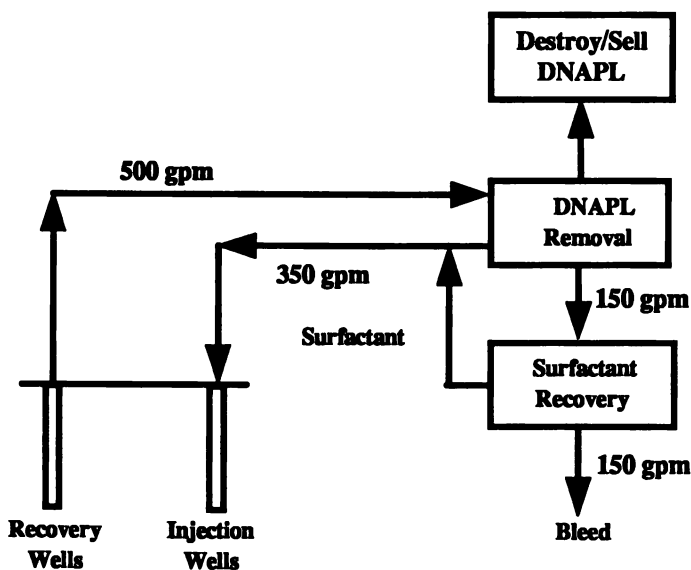 Destroy/Sell
DNAPL
500 gpm
DNAPL
Removal
350 gpm
150 gpm
Surfactant
Surfactant
Recovery
150 gpm
Recovery
Wells
Injection
Wells
Bleed